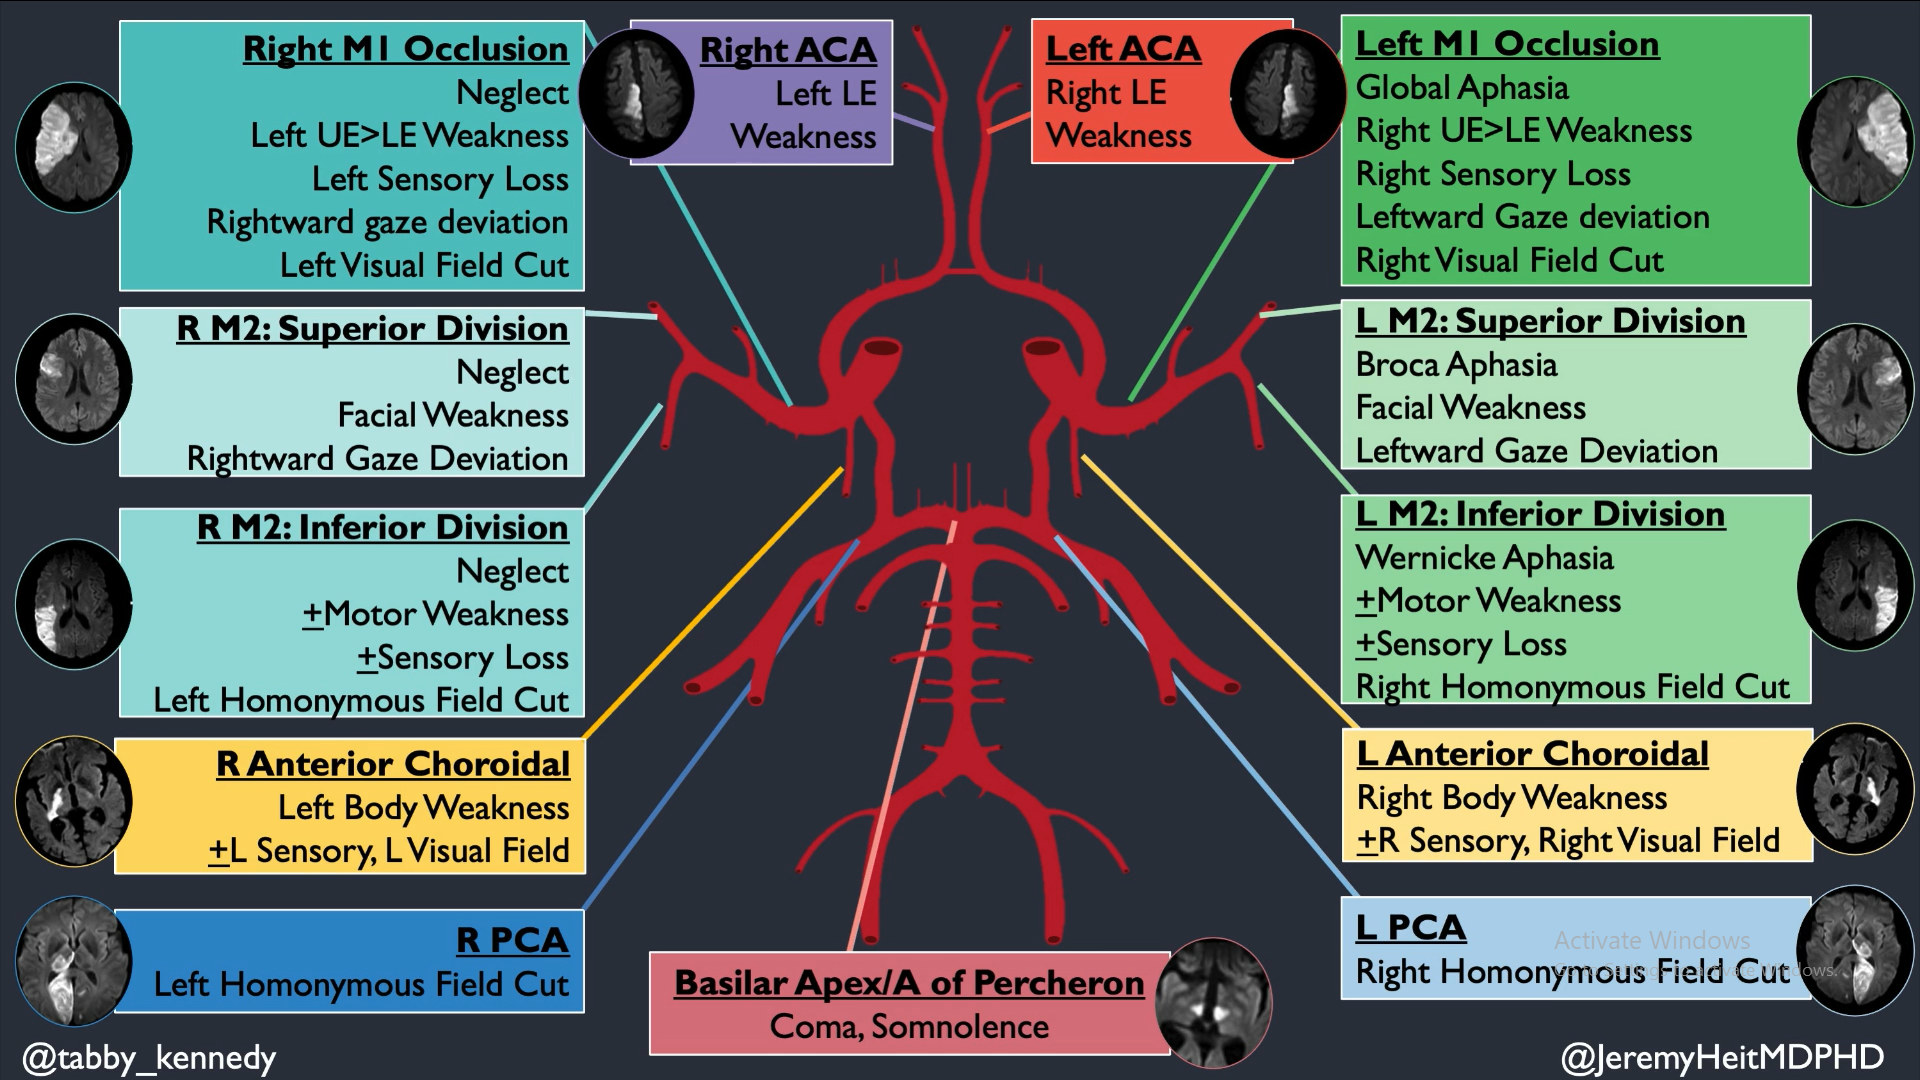 Right M1 Occlusion
Neglect
Left UE>LE Weakness
Left Sensory Loss
Rightward gaze deviation
Left Visual Field Cut
Right ACA
Left LE
Weakness
Left ACA
Right LE
Weakness
Left M1 Occlusion
Global Aphasia
Right UE>LE Weakness
Right Sensory Loss
Leftward Gaze deviation
Right Visual Field Cut
R M2: Superior Division
Neglect
Facial Weakness
Rightward Gaze Deviation
L M2: Superior Division
Broca Aphasia
Facial Weakness
Leftward Gaze Deviation
R M2: Inferior Division
Neglect
+Motor Weakness
+Sensory Loss
Left Homonymous Field Cut
L M2: Inferior Division
Wernicke Aphasia
+Motor Weakness
+Sensory Loss
Right Homonymous Field Cut
R Anterior Choroidal
Left Body Weakness
+L Sensory, L Visual Field
L Anterior Choroidal
Right Body Weakness
+R Sensory, Right Visual Field
R PCA
Left Homonymous Field Cut
Basilar Apex/A of Percheron
Coma, Somnolence
L PCA
Right Homonymous Field Cut
Activate Windows
Go to Settings to activate Windows.
@tabby_kennedy
@JeremyHeitMDPHD